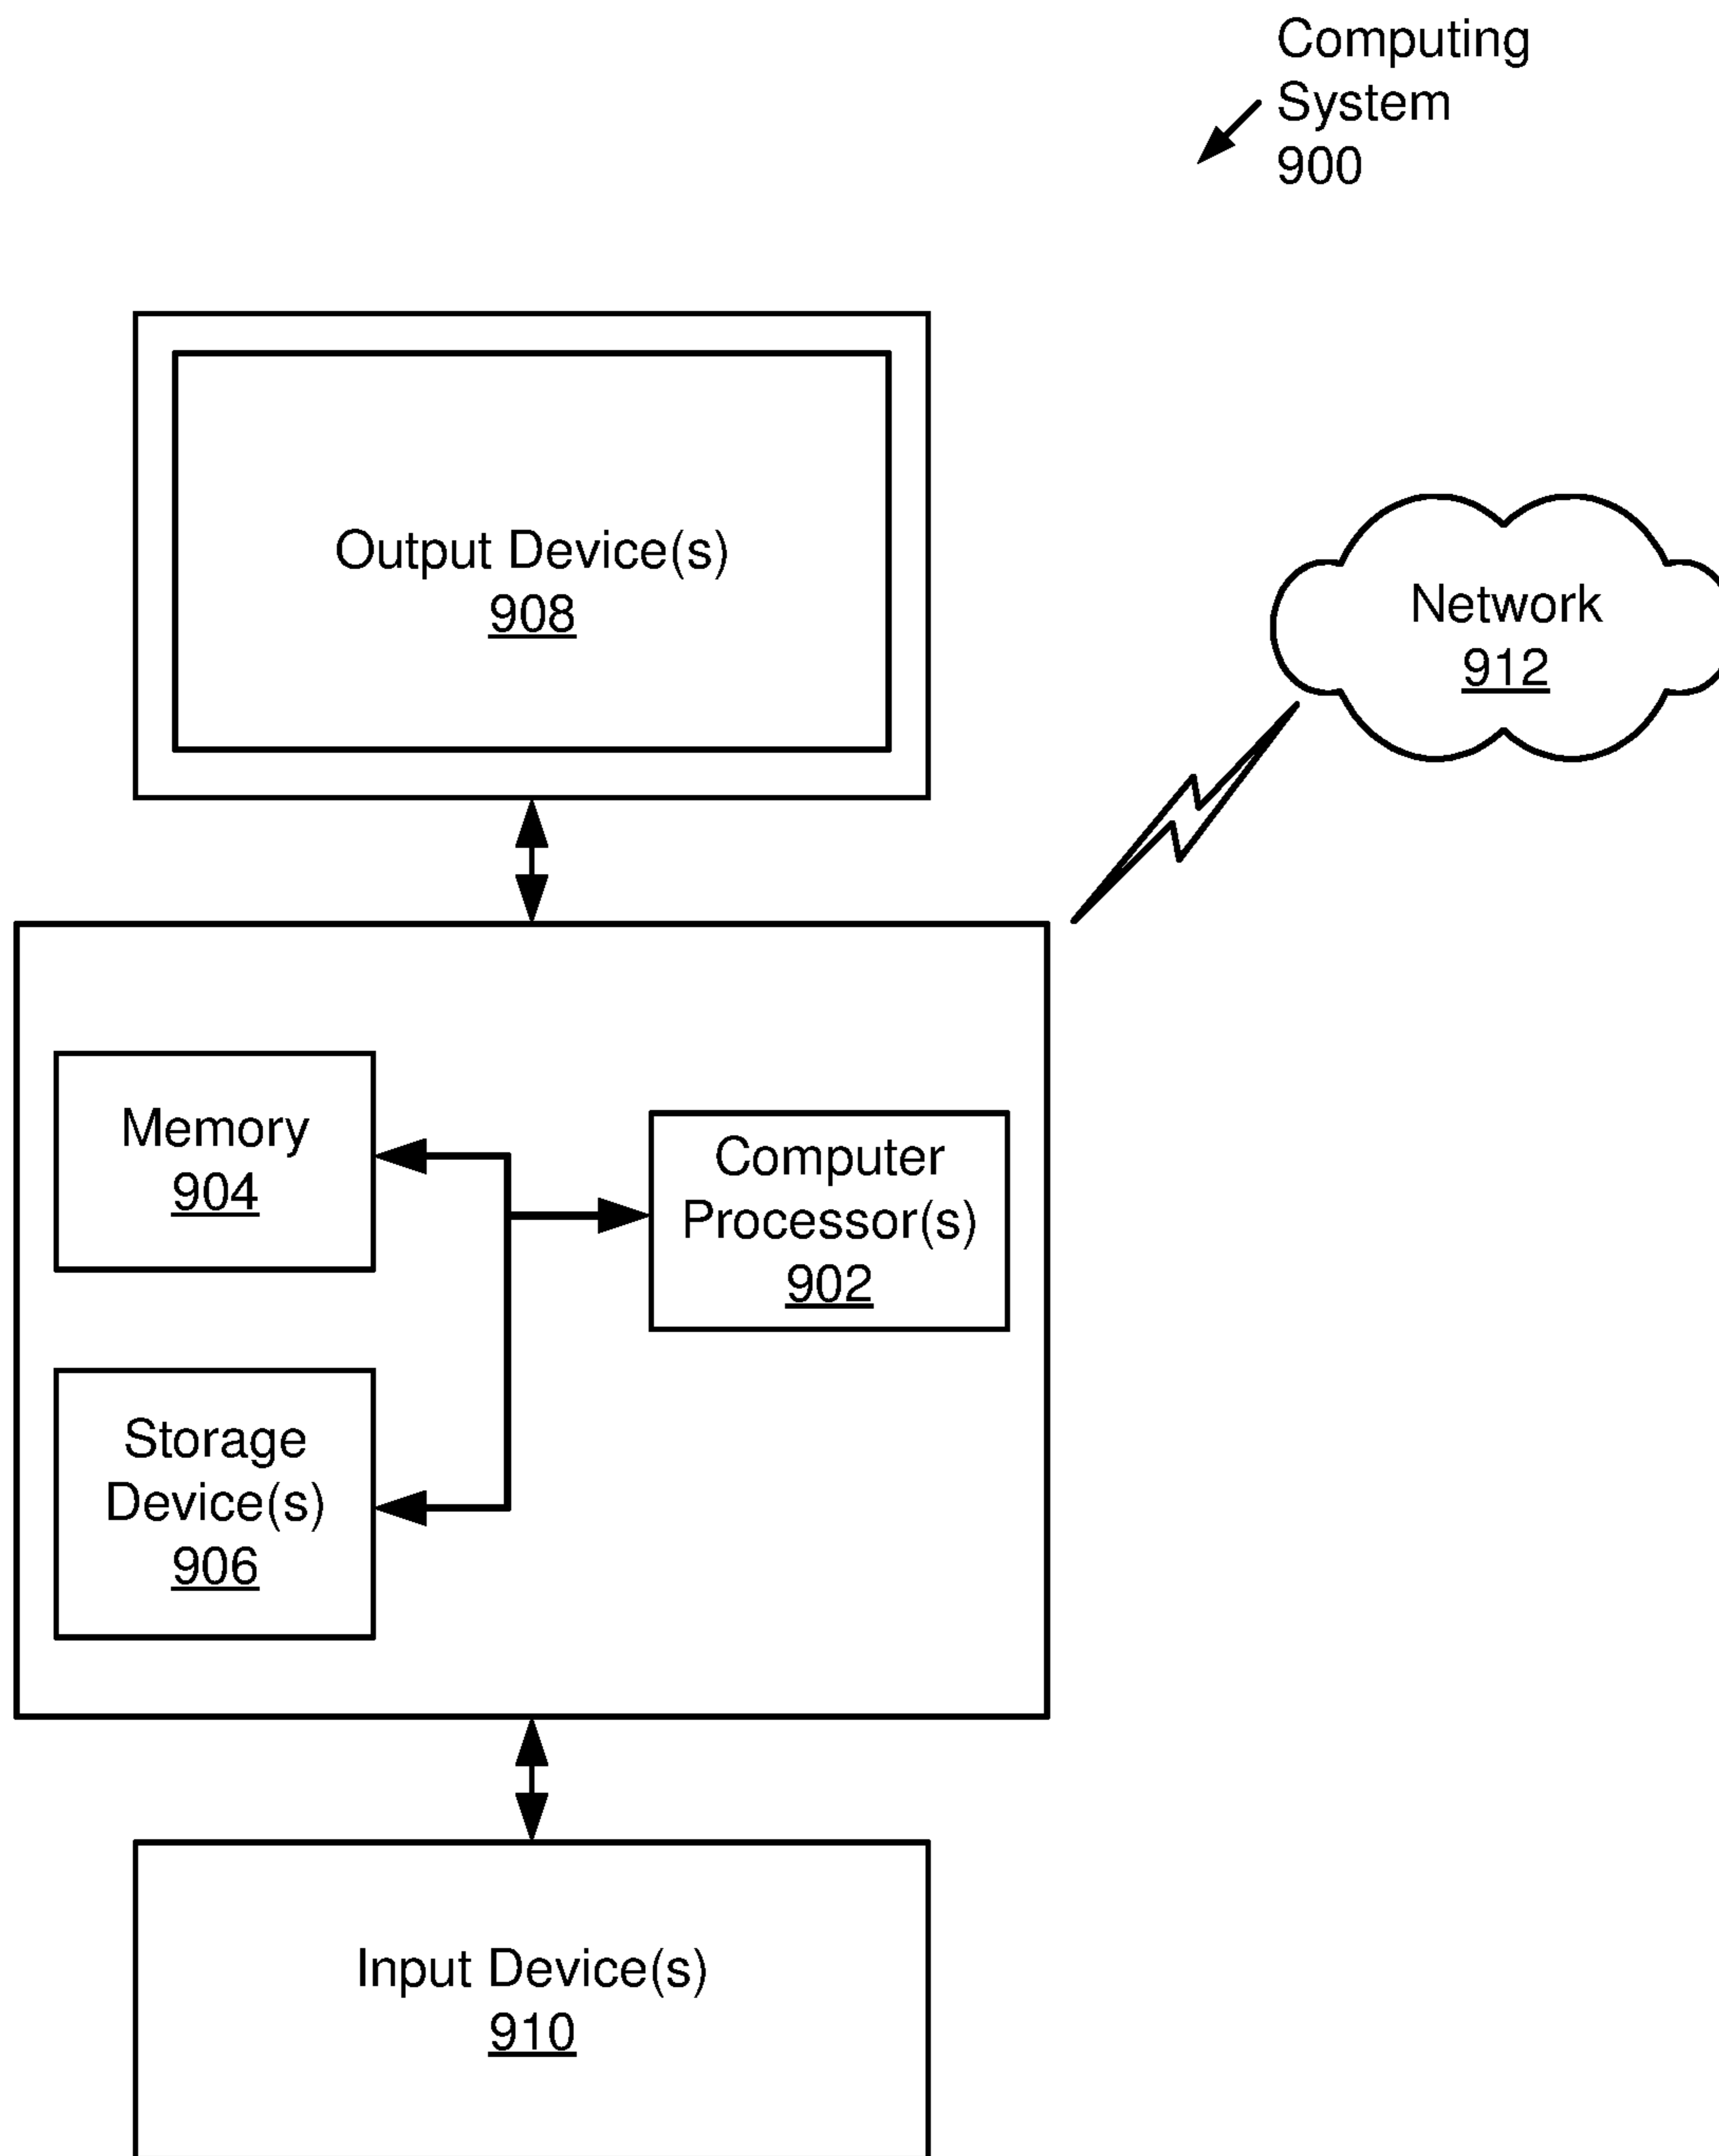 Computing
System
900
Output Device(s)
908
Network
912
Memory
904
Computer
Processor(s)
902
Storage
Device(s)
906
Input Device(s)
910